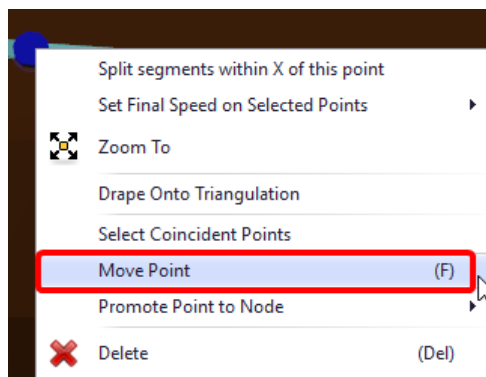 Split segments within X of this point
Set Final Speed on Selected Points
Zoom To
Drape Onto Triangulation
Select Coincident Points
Move Point (F)
Promote Point to Node
Delete (Del)